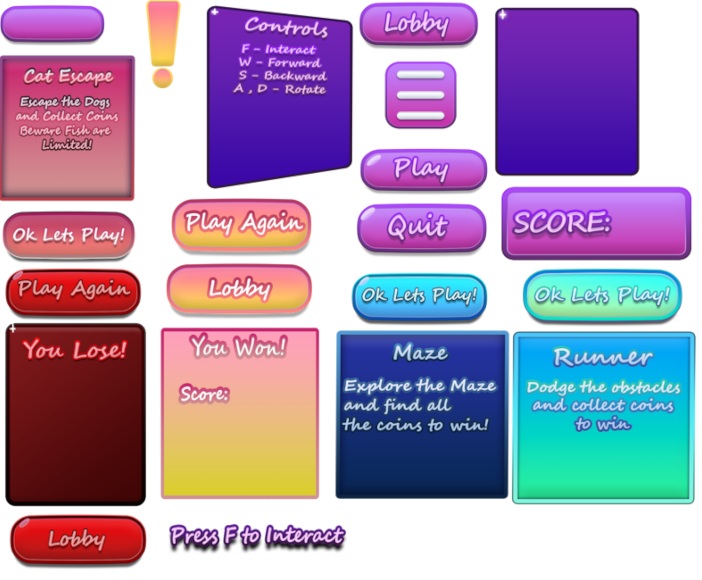 Cat Escape
Escape the Dogs
and Collect Coins
Beware Fish are
Limited!
!
Controls
F - Interact
W - Forward
S - Backward
A , D - Rotate
Lobby
Play
Quit
SCORE:
Ok Lets Play!
Play Again
Play Again
Lobby
Ok Lets Play!
Ok Lets Play!
You Lose!
You Won!
Score:
Maze
Explore the Maze
and find all
the coins to win!
Runner
Dodge the obstacles
and collect coins
to win
Lobby
Press F to Interact